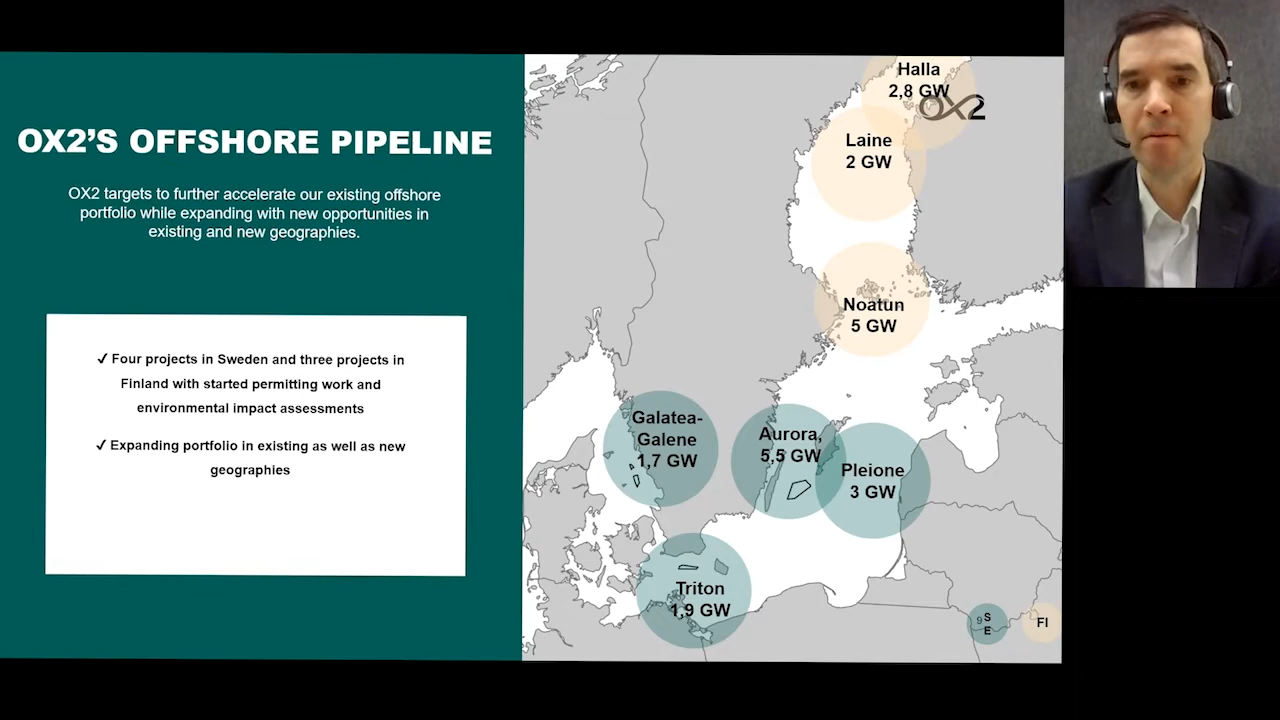 OX2'S OFFSHORE PIPELINE
OX2 targets to further accelerate our existing offshore
portfolio while expanding with new opportunities in
existing and new geographies.
✓ Four projects in Sweden and three projects in
Finland with started permitting work and
environmental impact assessments
✓ Expanding portfolio in existing as well as new
geographies
Halla
2,8 GW
OX2
Laine
2 GW
Noatun
5 GW
Galatea-
Galene
1,7 GW
Aurora,
5,5 GW
Pleione
3 GW
Triton
1,9 GW
9
S
E
FI